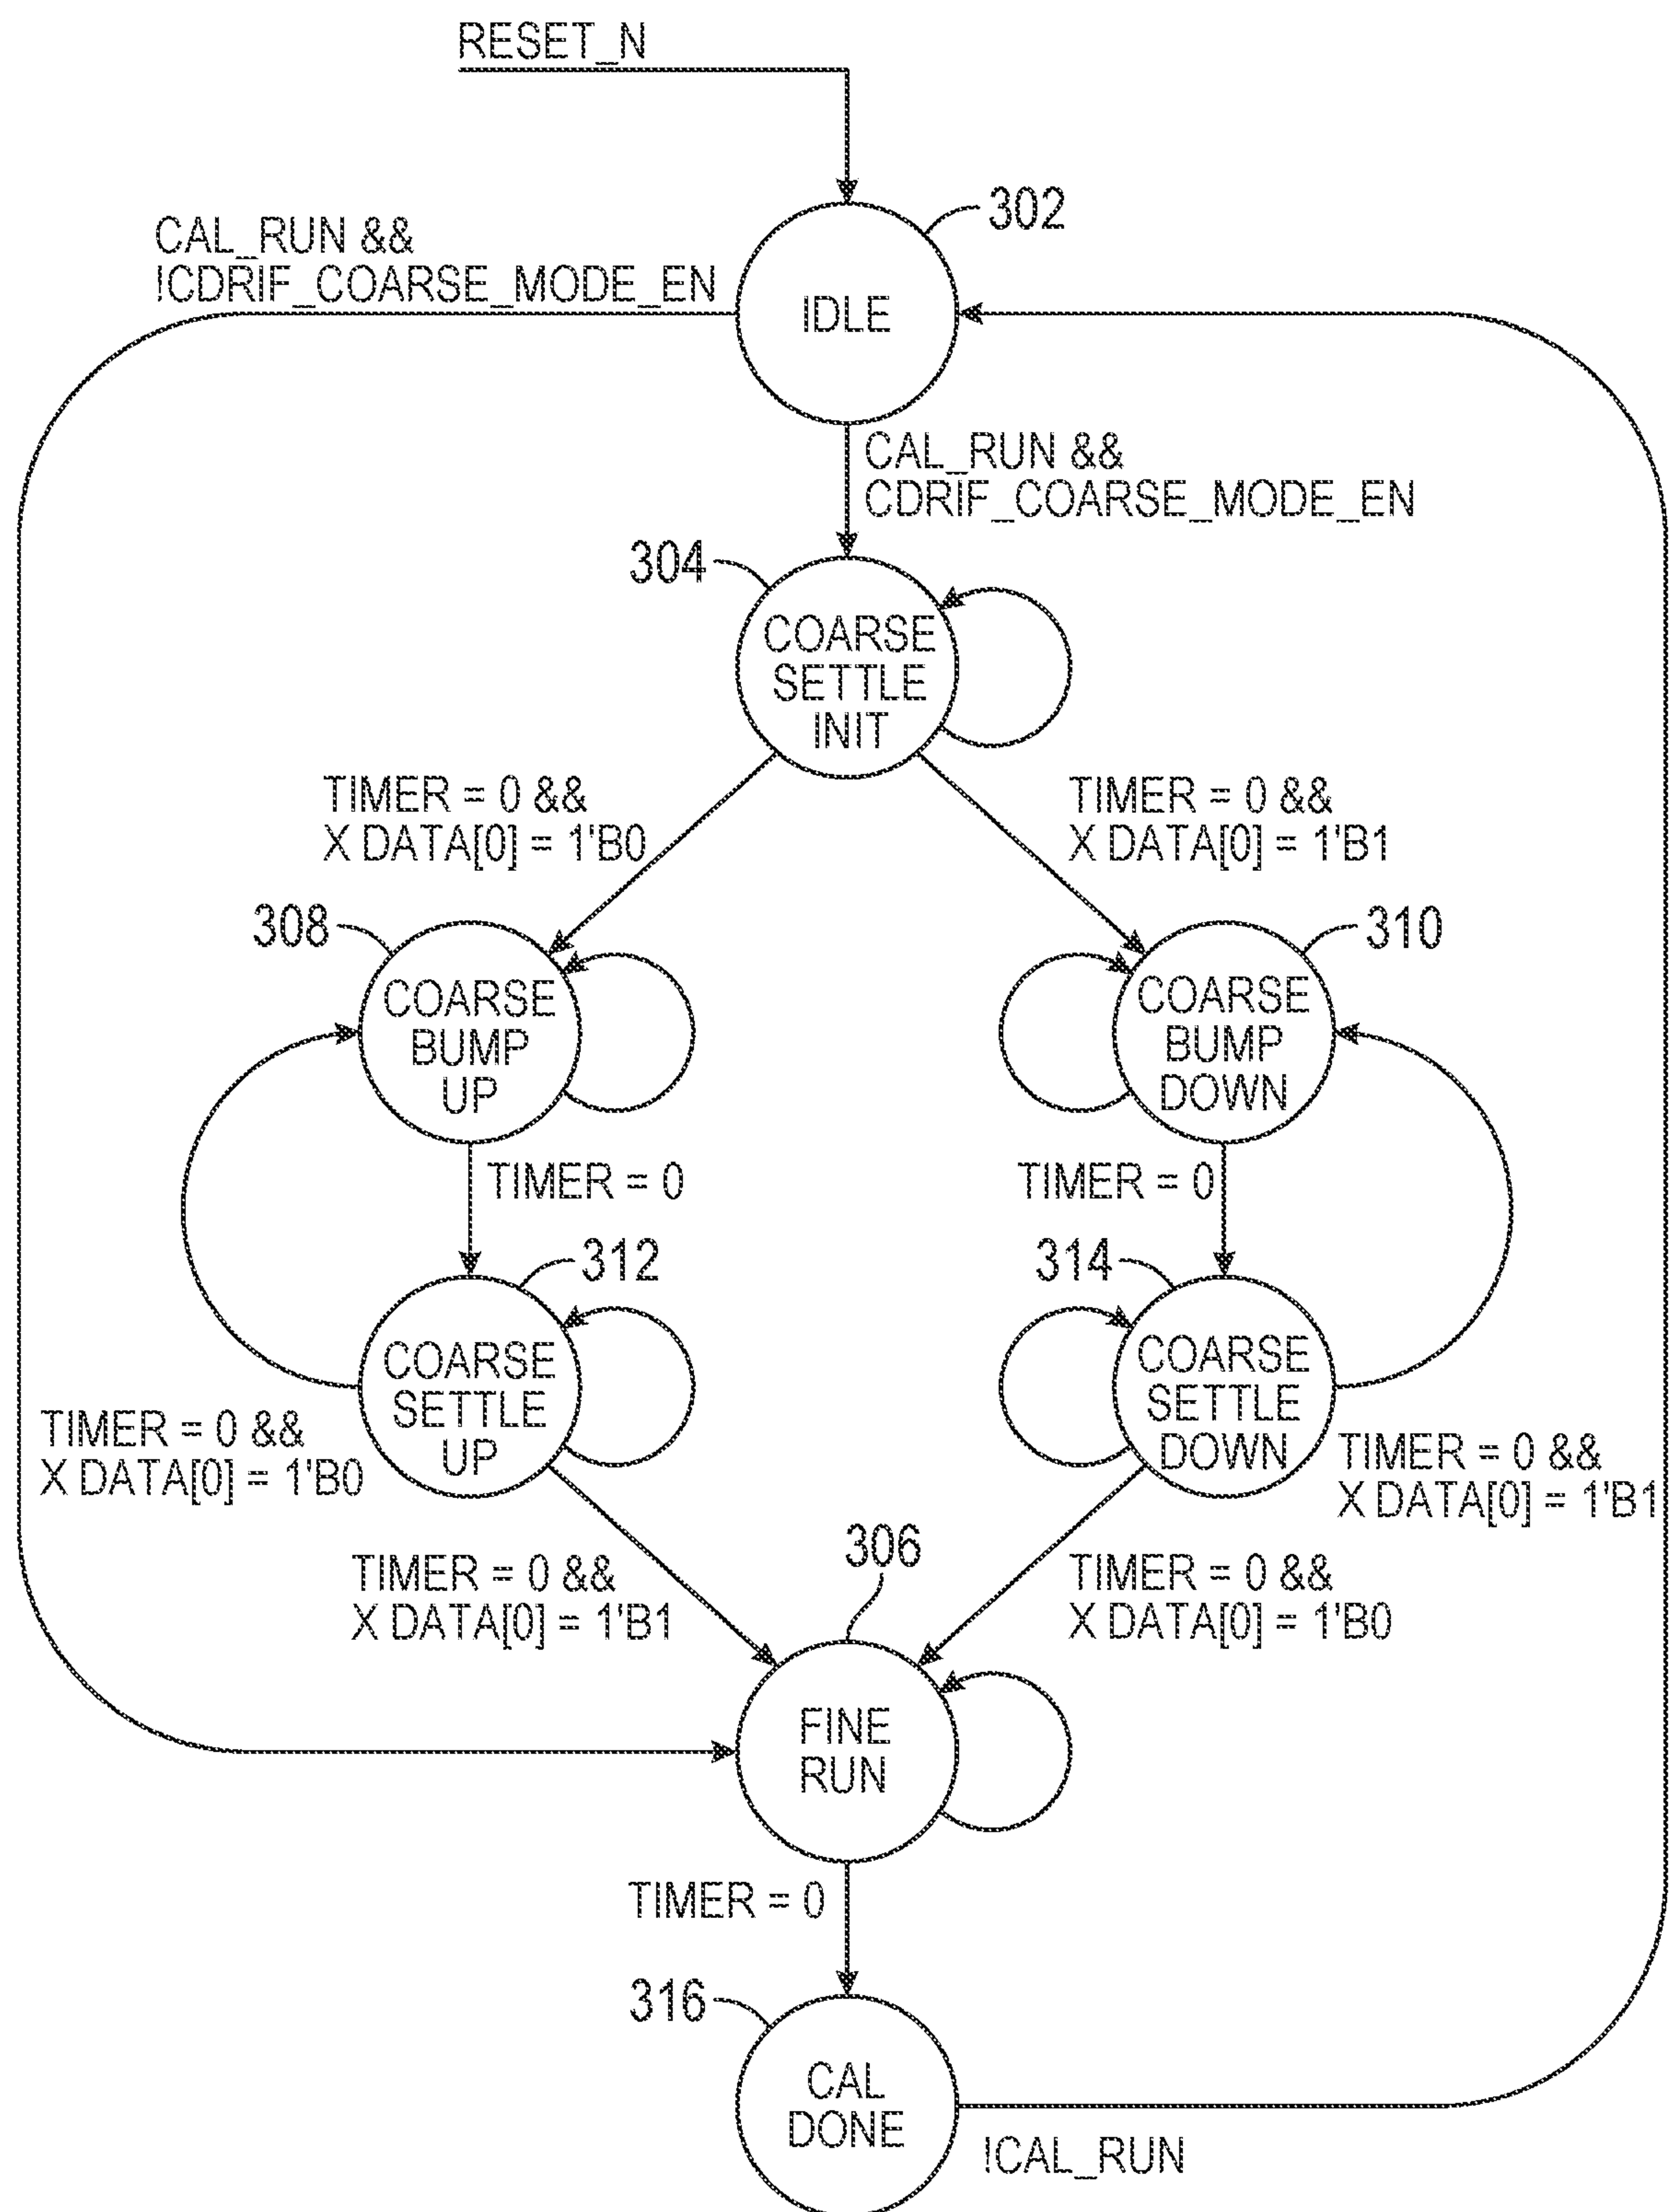 RESET_N
302
CAL_RUN &&
!CDRIF_COARSE_MODE_EN
IDLE
CAL_RUN &&
CDRIF_COARSE_MODE_EN
304
COARSE
SETTLE
INIT
TIMER = 0 &&
X DATA[0] = 1'B0
TIMER = 0 &&
X DATA[0] = 1'B1
308
310
COARSE
BUMP
UP
COARSE
BUMP
DOWN
TIMER = 0
TIMER = 0
312
314
COARSE
SETTLE
UP
COARSE
SETTLE
DOWN
TIMER = 0 &&
X DATA[0] = 1'B0
TIMER = 0 &&
X DATA[0] = 1'B1
306
TIMER = 0 &&
X DATA[0] = 1'B1
TIMER = 0 &&
X DATA[0] = 1'B0
FINE
RUN
TIMER = 0
316
CAL
DONE
!CAL_RUN